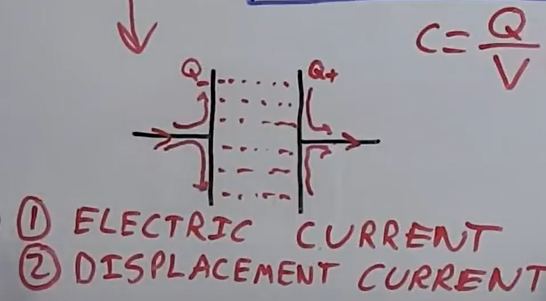 C = Q/V
Q- Q+
① ELECTRIC CURRENT
② DISPLACEMENT CURRENT